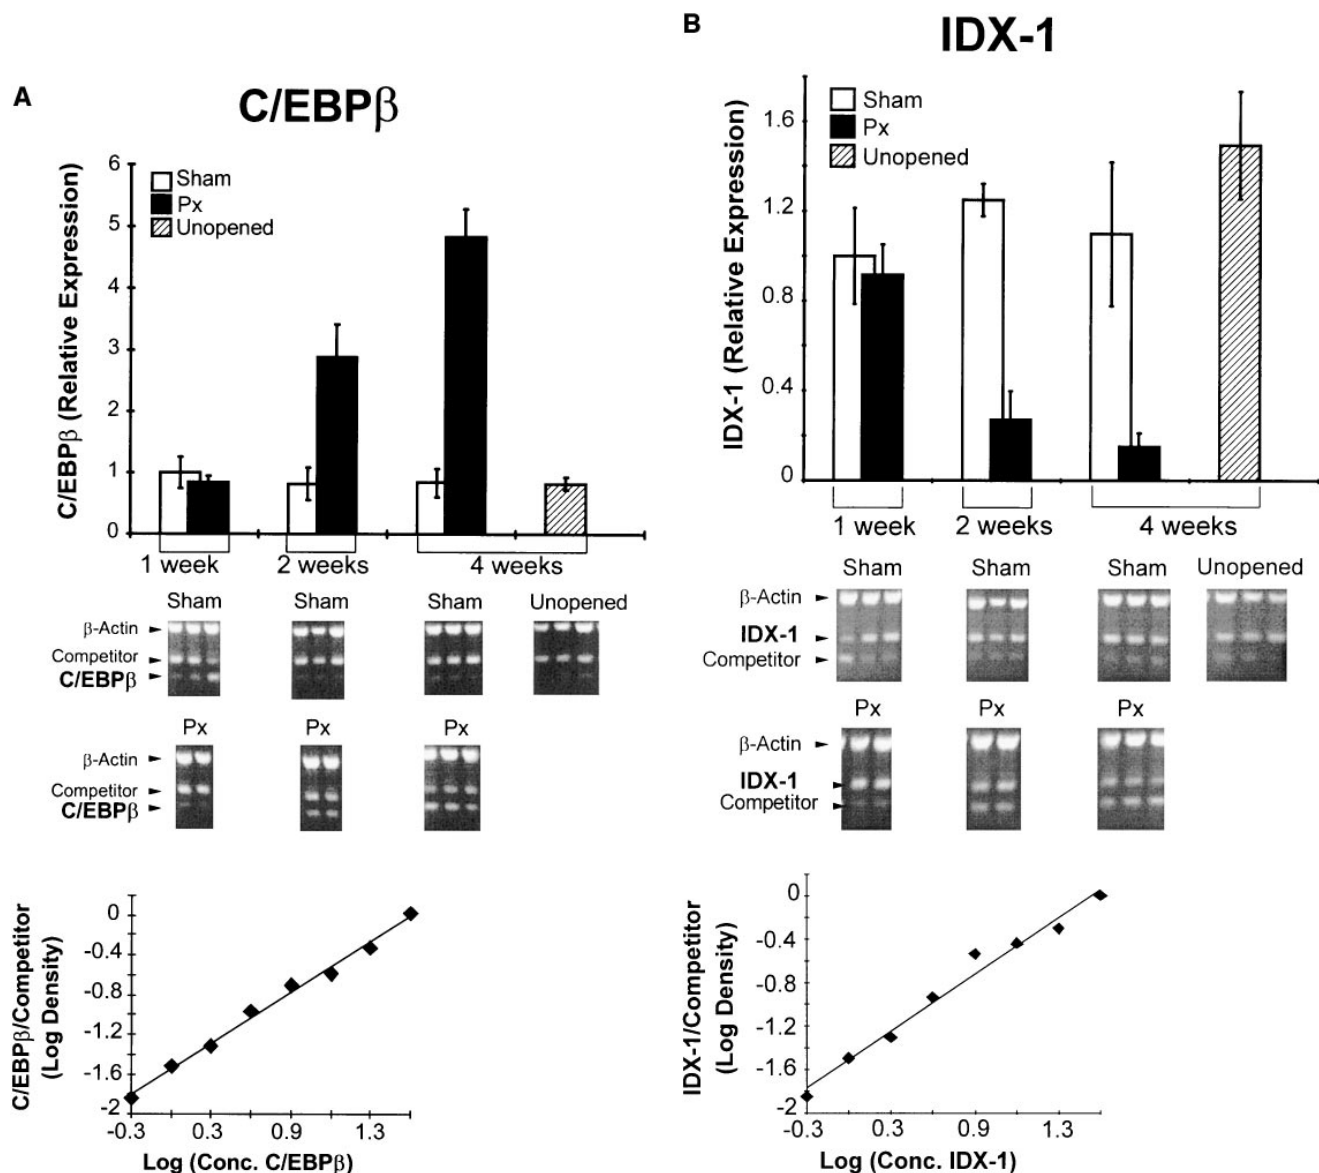 A
C/EBPβ
C/EBPβ (Relative Expression)
6
5
4
3
2
1
0
Sham
Px
Unopened
1 week
2 weeks
4 weeks
Sham
Sham
Sham
Unopened
β-Actin
Competitor
C/EBPβ
Px
Px
Px
β-Actin
Competitor
C/EBPβ
C/EBPβ/Competitor
(Log Density)
0
-0.4
-0.8
-1.2
-1.6
-2
-0.3
0.3
0.9
1.3
Log (Conc. C/EBPβ)
B
IDX-1
IDX-1 (Relative Expression)
1.6
1.2
0.8
0.4
0
Sham
Px
Unopened
1 week
2 weeks
4 weeks
Sham
Sham
Sham
Unopened
β-Actin
IDX-1
Competitor
Px
Px
Px
β-Actin
IDX-1
Competitor
IDX-1/Competitor
(Log Density)
0
-0.4
-0.8
-1.2
-1.6
-2
-0.3
0.3
0.9
1.3
Log (Conc. IDX-1)